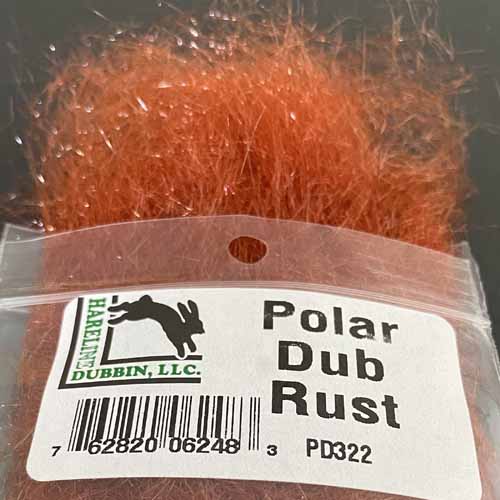 HARELINE
DUBBIN, LLC.
Polar
Dub
Rust
7 62820 06248 3
PD322